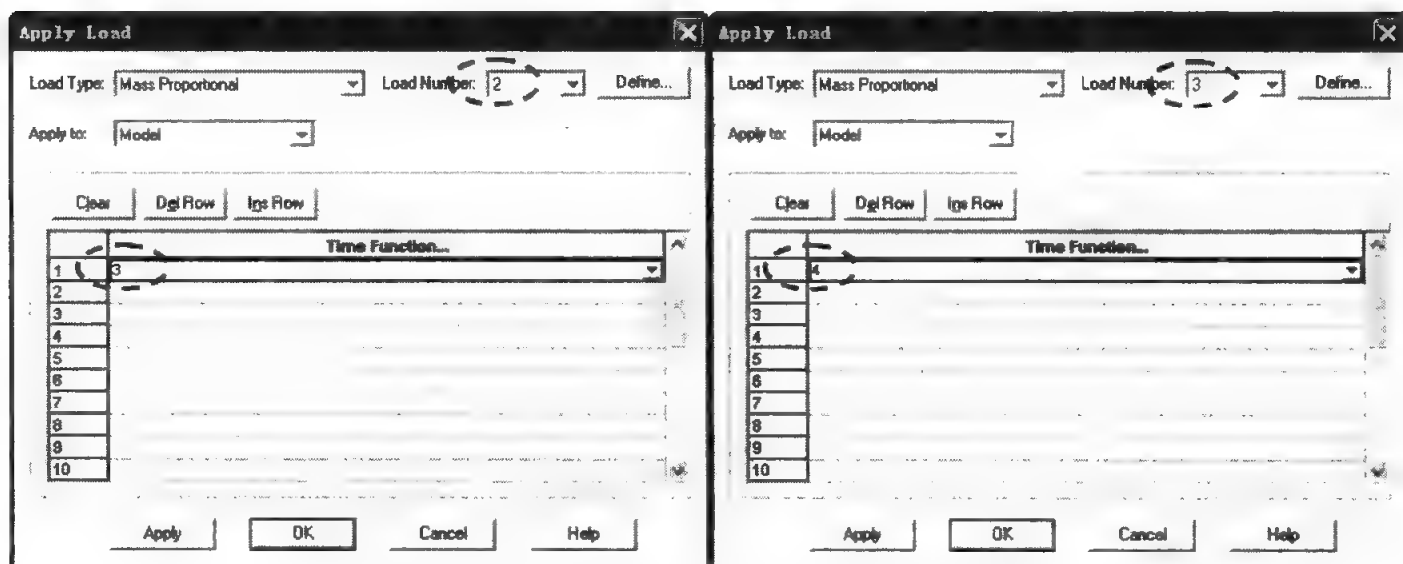 Apply Load
Load Type: Mass Proportional Load Number: 2 Define...
Apply to: Model
Clear Del Row Ins Row
Time Function...
1 3
2
3
4
5
6
7
8
9
10
Apply OK Cancel Help
Apply Load
Load Type: Mass Proportional Load Number: 3 Define...
Apply to: Model
Clear Del Row Ins Row
Time Function...
1 4
2
3
4
5
6
7
8
9
10
Apply OK Cancel Help